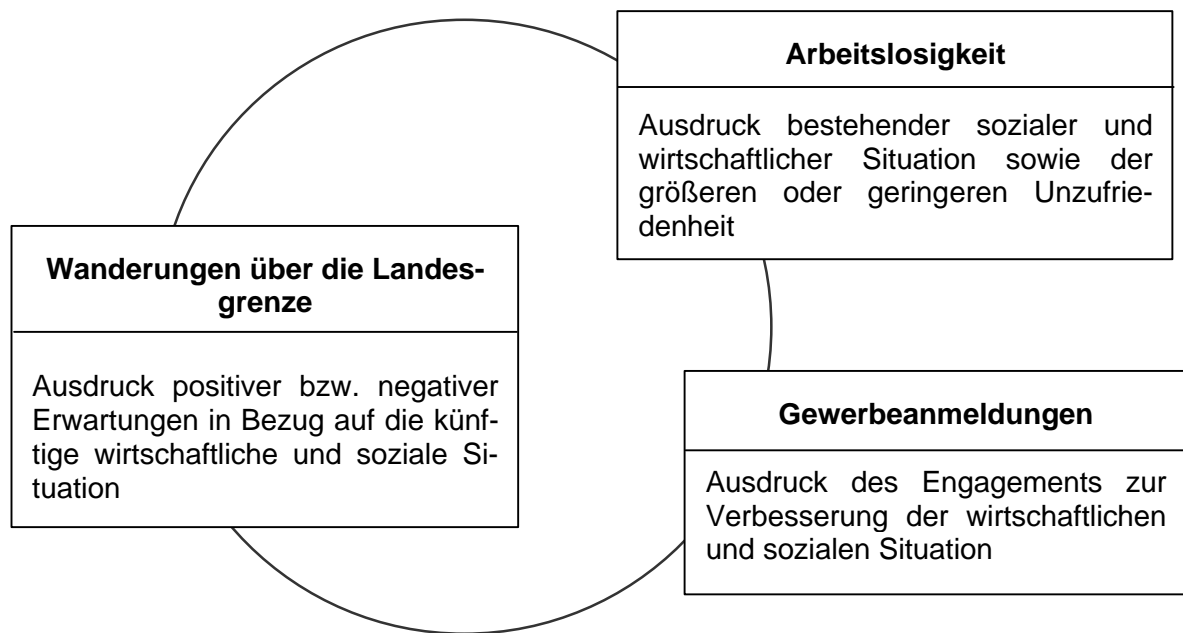 Arbeitslosigkeit
Ausdruck bestehender sozialer und
wirtschaftlicher Situation sowie der
größeren oder geringeren Unzufrie-
denheit
Wanderungen über die Landes-
grenze
Ausdruck positiver bzw. negativer
Erwartungen in Bezug auf die künf-
tige wirtschaftliche und soziale Si-
tuation
Gewerbeanmeldungen
Ausdruck des Engagements zur
Verbesserung der wirtschaftlichen
und sozialen Situation